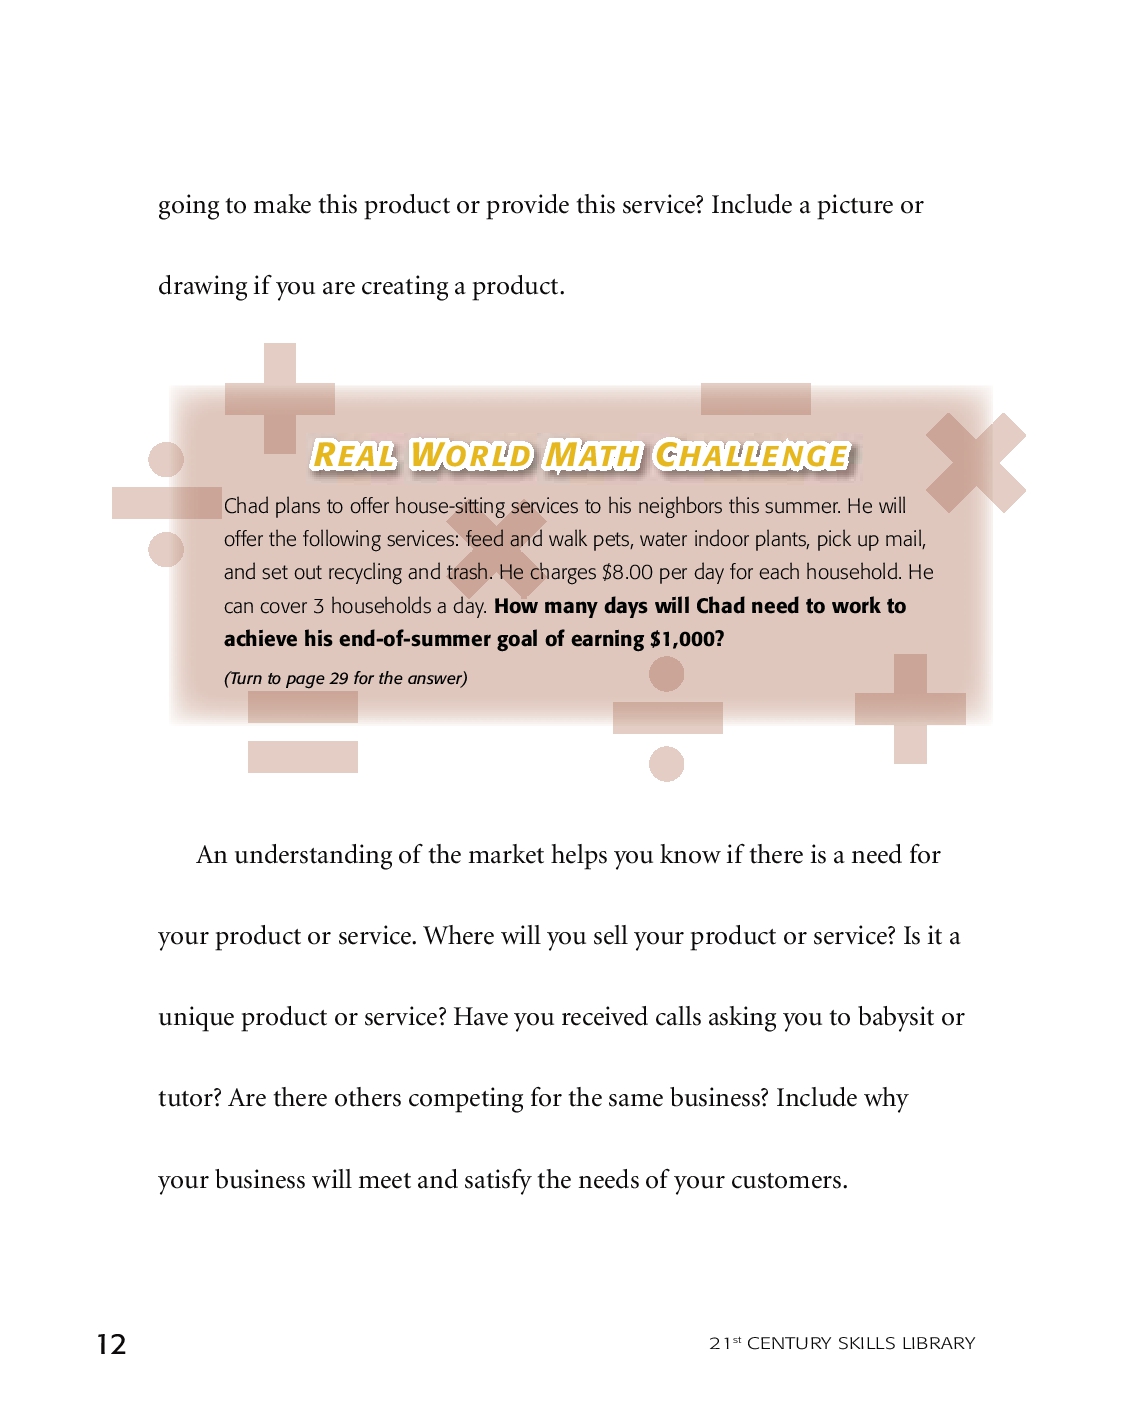 going to make this product or provide this service? Include a picture or
drawing if you are creating a product.
REAL WORLD MATH CHALLENGE
Chad plans to offer house-sitting services to his neighbors this summer. He will
offer the following services: feed and walk pets, water indoor plants, pick up mail,
and set out recycling and trash. He charges $8.00 per day for each household. He
can cover 3 households a day. How many days will Chad need to work to
achieve his end-of-summer goal of earning $1,000?
(Turn to page 29 for the answer)
An understanding of the market helps you know if there is a need for
your product or service. Where will you sell your product or service? Is it a
unique product or service? Have you received calls asking you to babysit or
tutor? Are there others competing for the same business? Include why
your business will meet and satisfy the needs of your customers.
12
21st CENTURY SKILLS LIBRARY